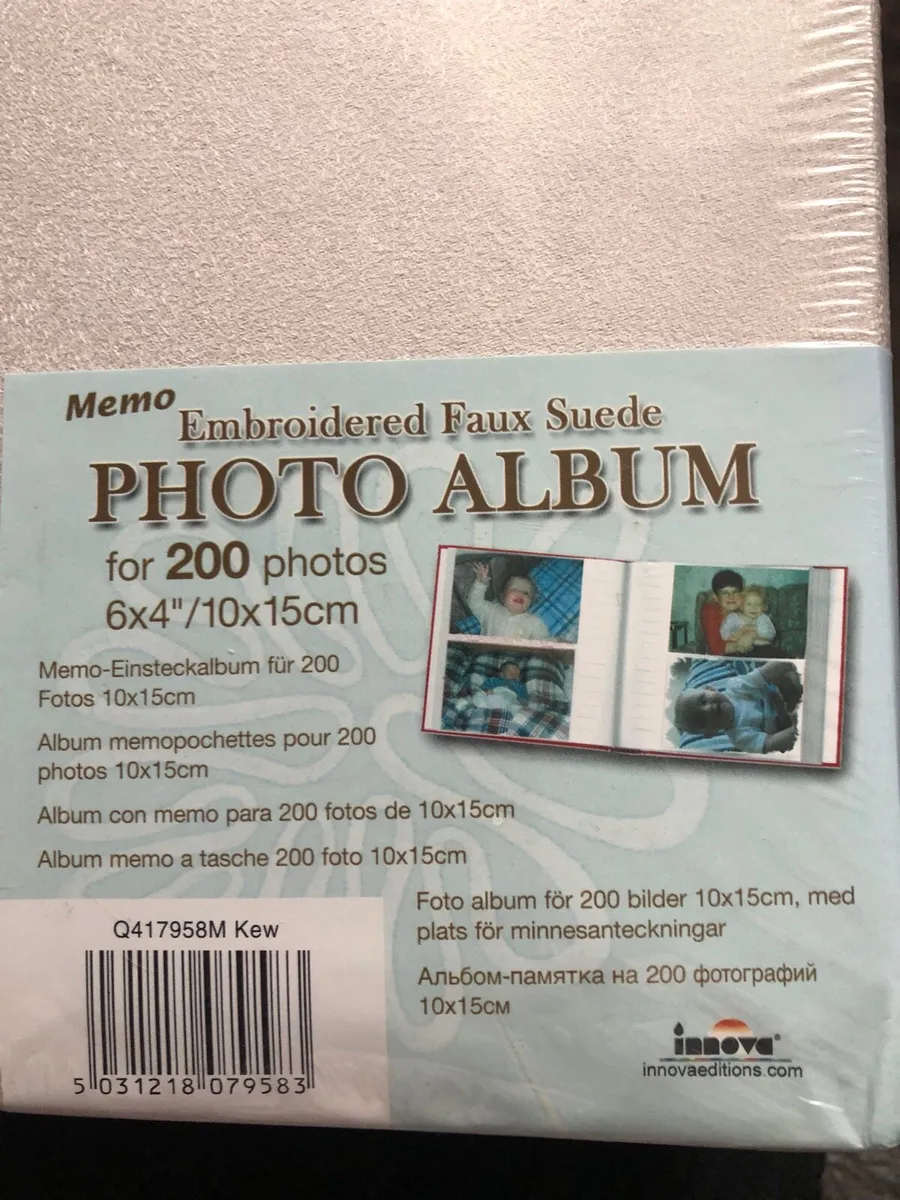 Memo
Embroidered Faux Suede
PHOTO ALBUM
for 200 photos
6x4"/10x15cm
Memo-Einsteckalbum für 200
Fotos 10x15cm
Album memopochettes pour 200
photos 10x15cm
Album con memo para 200 fotos de 10x15cm
Album memo a tasche 200 foto 10x15cm
Foto album för 200 bilder 10x15cm, med
plats för minnesanteckningar
Альбом-памятка на 200 фотографий
10x15см
Q417958M Kew
5 031218 079583
innova®
innovaeditions.com